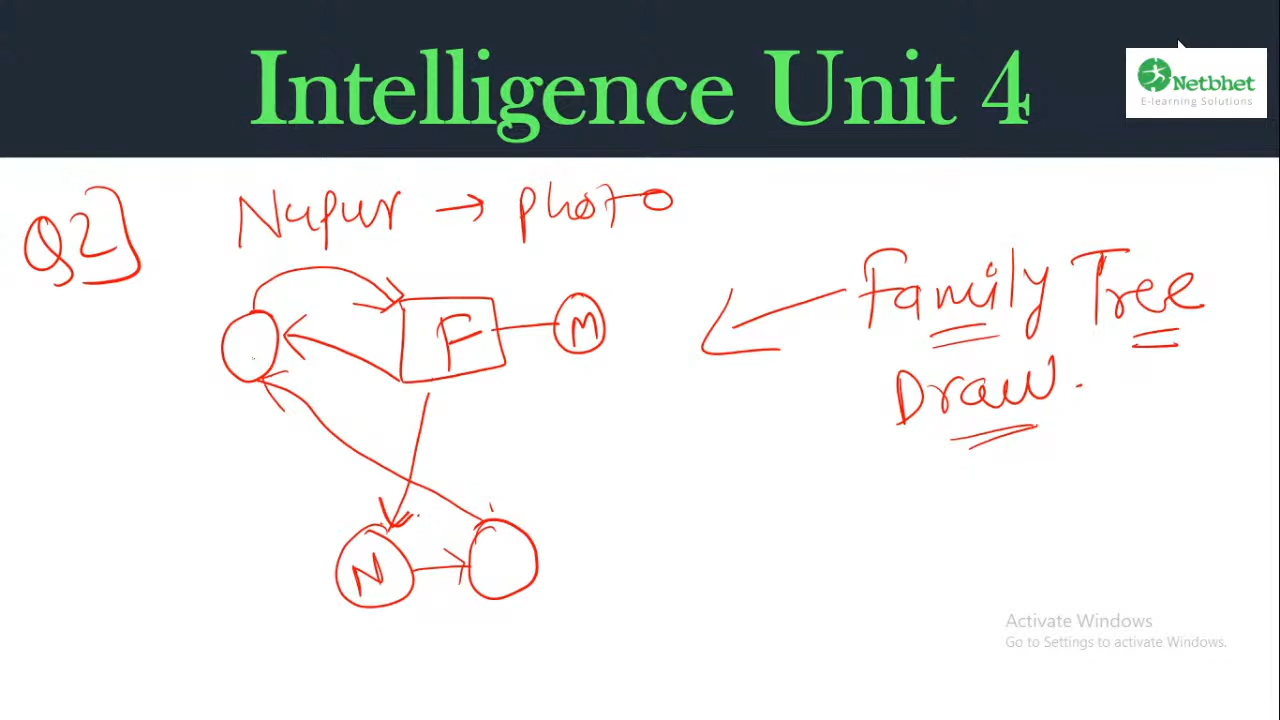 Intelligence Unit 4
Netbhet
E-learning Solutions
Q2]
Nupur → photo
Family Tree
Draw.
F
M
N
Activate Windows
Go to Settings to activate Windows.